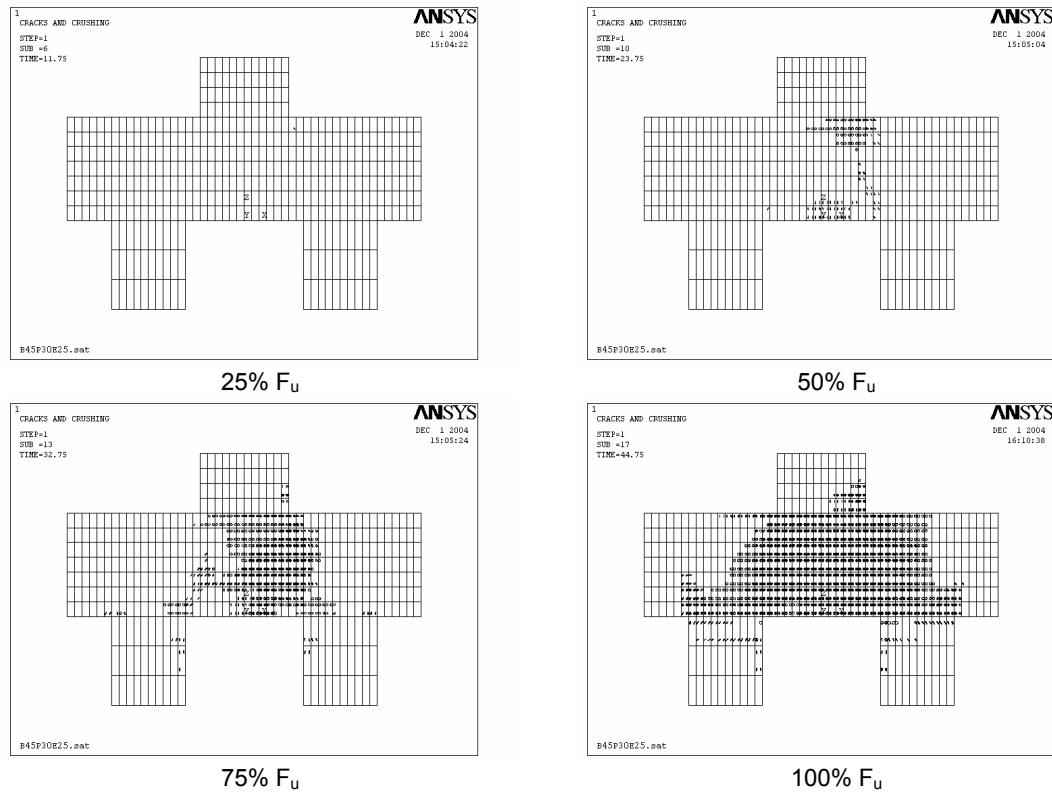 1
CRACKS AND CRUSHING
STEP=1
SUB =6
TIME=11.75
ANSYS
DEC 1 2004
15:04:22
Z
Y X
B45P30E25.sat
25% Fu
1
CRACKS AND CRUSHING
STEP=1
SUB =10
TIME=23.75
ANSYS
DEC 1 2004
15:05:04
Z
B45P30E25.sat
50% Fu
1
CRACKS AND CRUSHING
STEP=1
SUB =13
TIME=32.75
ANSYS
DEC 1 2004
15:05:24
Z
B45P30E25.sat
75% Fu
1
CRACKS AND CRUSHING
STEP=1
SUB =17
TIME=44.75
ANSYS
DEC 1 2004
16:10:38
B45P30E25.sat
100% Fu